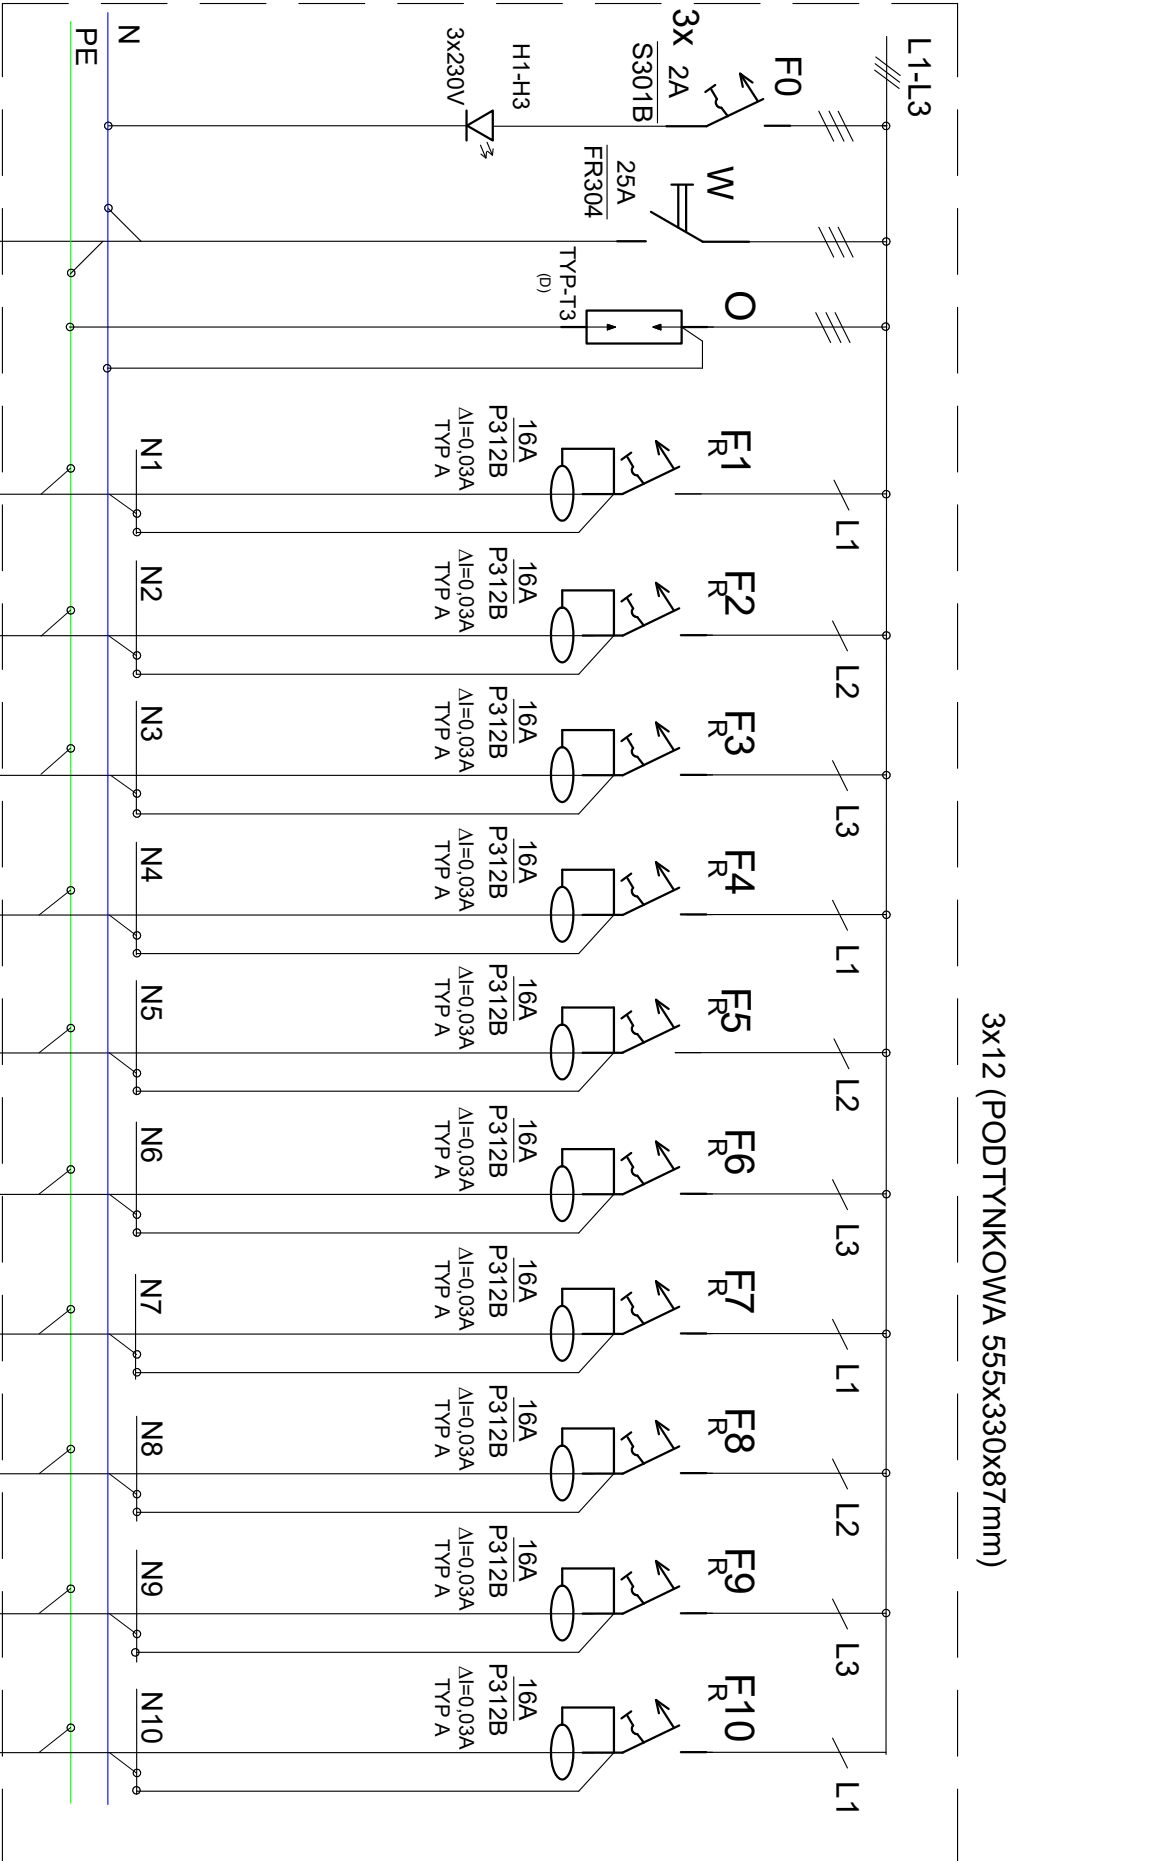 3x12 (PODTYNKOWA 555x330x87mm)
L1-L3
F0
3x 2A
S301B
H1-H3
3x230V
N
PE
W
25A
FR304
O
TYP-T3
(D)
L1
F1
R
16A
P312B
ΔI=0,03A
TYP A
N1
L2
F2
R
16A
P312B
ΔI=0,03A
TYP A
N2
L3
F3
R
16A
P312B
ΔI=0,03A
TYP A
N3
L1
F4
R
16A
P312B
ΔI=0,03A
TYP A
N4
L2
F5
R
16A
P312B
ΔI=0,03A
TYP A
N5
L3
F6
R
16A
P312B
ΔI=0,03A
TYP A
N6
L1
F7
R
16A
P312B
ΔI=0,03A
TYP A
N7
L2
F8
R
16A
P312B
ΔI=0,03A
TYP A
N8
L3
F9
R
16A
P312B
ΔI=0,03A
TYP A
N9
L1
F10
R
16A
P312B
ΔI=0,03A
TYP A
N10